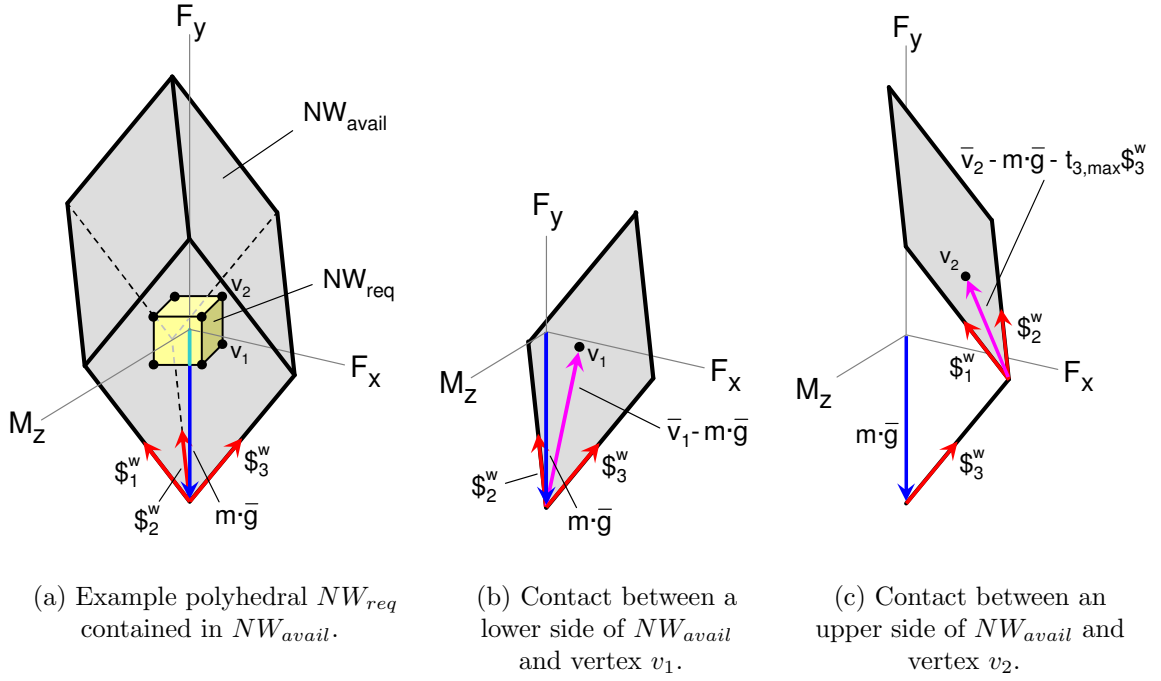 F_y
NW_avail
NW_req
v_2
v_1
F_x
M_z
$_1^w
$_2^w
m·g̅
$_3^w
(a) Example polyhedral NW_req
contained in NW_avail.
F_y
v_1
F_x
v̅_1 - m·g̅
$_2^w
$_3^w
m·g̅
(b) Contact between a
lower side of NW_avail
and vertex v_1.
F_y
v̅_2 - m·g̅ - t_3,max $_3^w
v_2
$_2^w
$_1^w
F_x
M_z
m·g̅
$_3^w
(c) Contact between an
upper side of NW_avail and
vertex v_2.